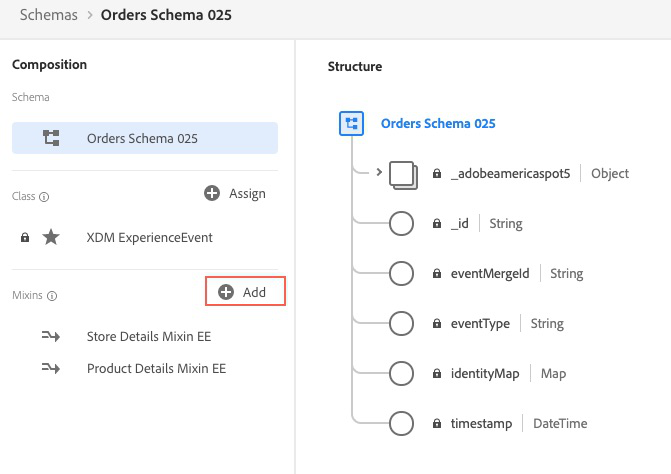 Schemas > Orders Schema 025
Composition
Schema
Orders Schema 025
Class
Assign
XDM ExperienceEvent
Mixins
Add
Store Details Mixin EE
Product Details Mixin EE
Structure
Orders Schema 025
_adobeamericaspot5 | Object
_id | String
eventMergeId | String
eventType | String
identityMap | Map
timestamp | DateTime